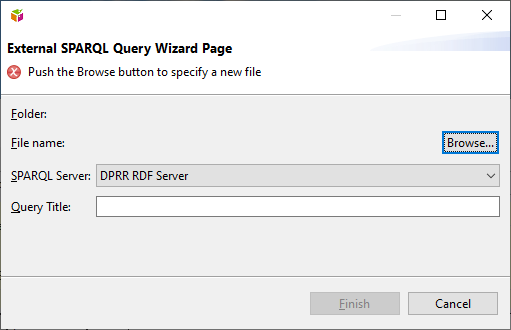 External SPARQL Query Wizard Page
Push the Browse button to specify a new file
Folder:
File name:
Browse...
SPARQL Server:
DPRR RDF Server
Query Title:
Finish
Cancel